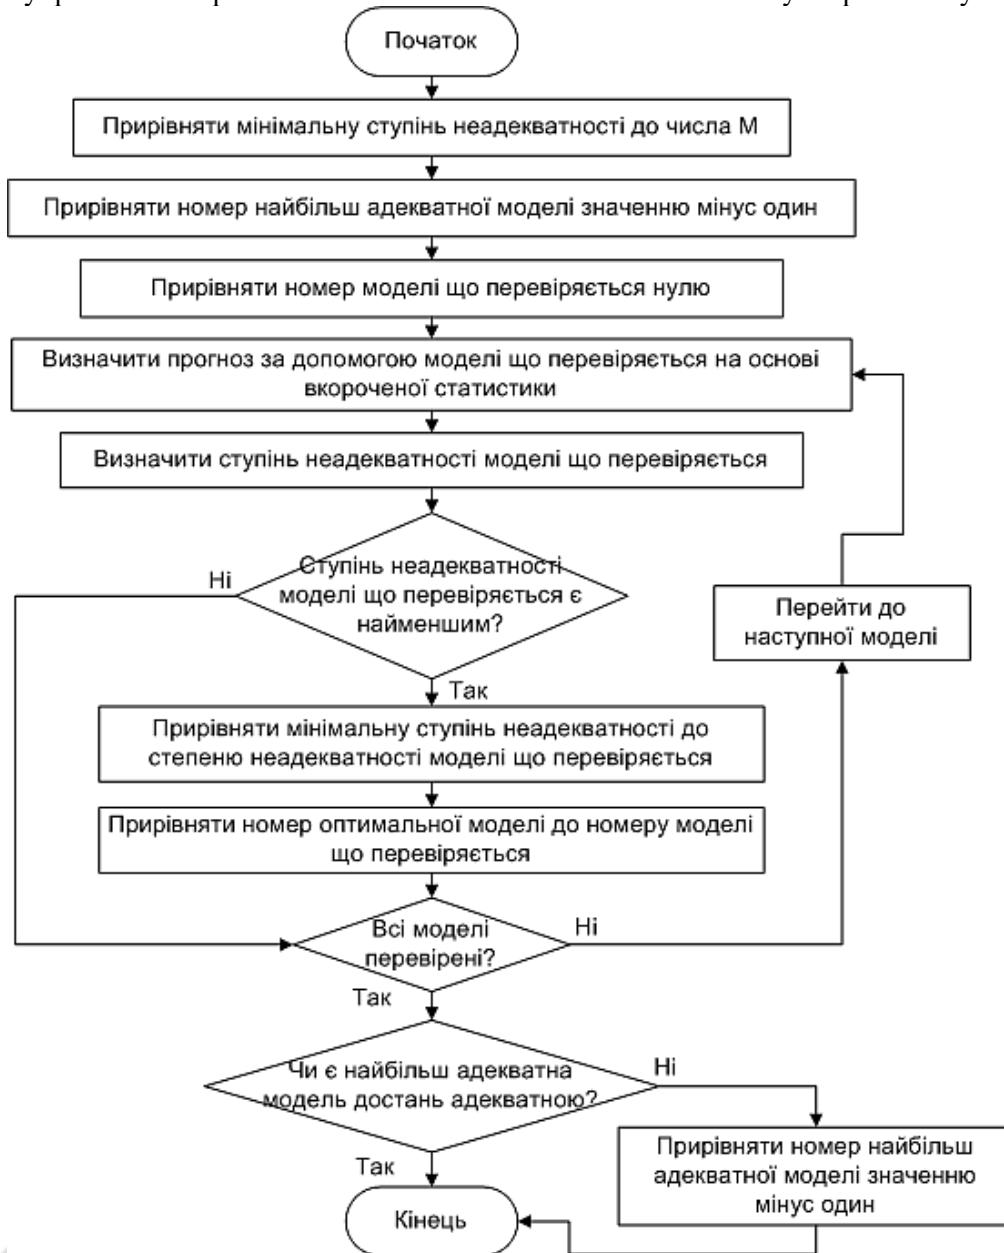 Початок
Прирівняти мінімальну ступінь неадекватності до числа М
Прирівняти номер найбільш адекватної моделі значенню мінус один
Прирівняти номер моделі що перевіряється нулю
Визначити прогноз за допомогою моделі що перевіряється на основі
вкороченої статистики
Визначити ступінь неадекватності моделі що перевіряється
Ступінь неадекватності
моделі що перевіряється є
найменшим?
Ні
Перейти до
наступної моделі
Так
Прирівняти мінімальну ступінь неадекватності до
степеню неадекватності моделі що перевіряється
Прирівняти номер оптимальної моделі до номеру моделі
що перевіряється
Всі моделі
перевірені?
Ні
Так
Чи є найбільш адекватна
модель достань адекватною?
Ні
Прирівняти номер найбільш
адекватної моделі значенню
мінус один
Так
Кінець